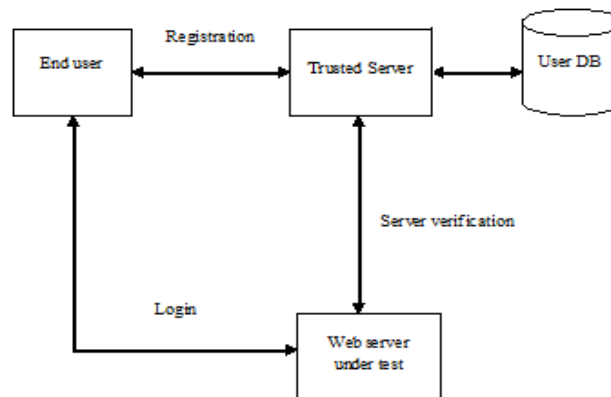 Registration
End user
Trusted Server
User DB
Server verification
Login
Web server
under test